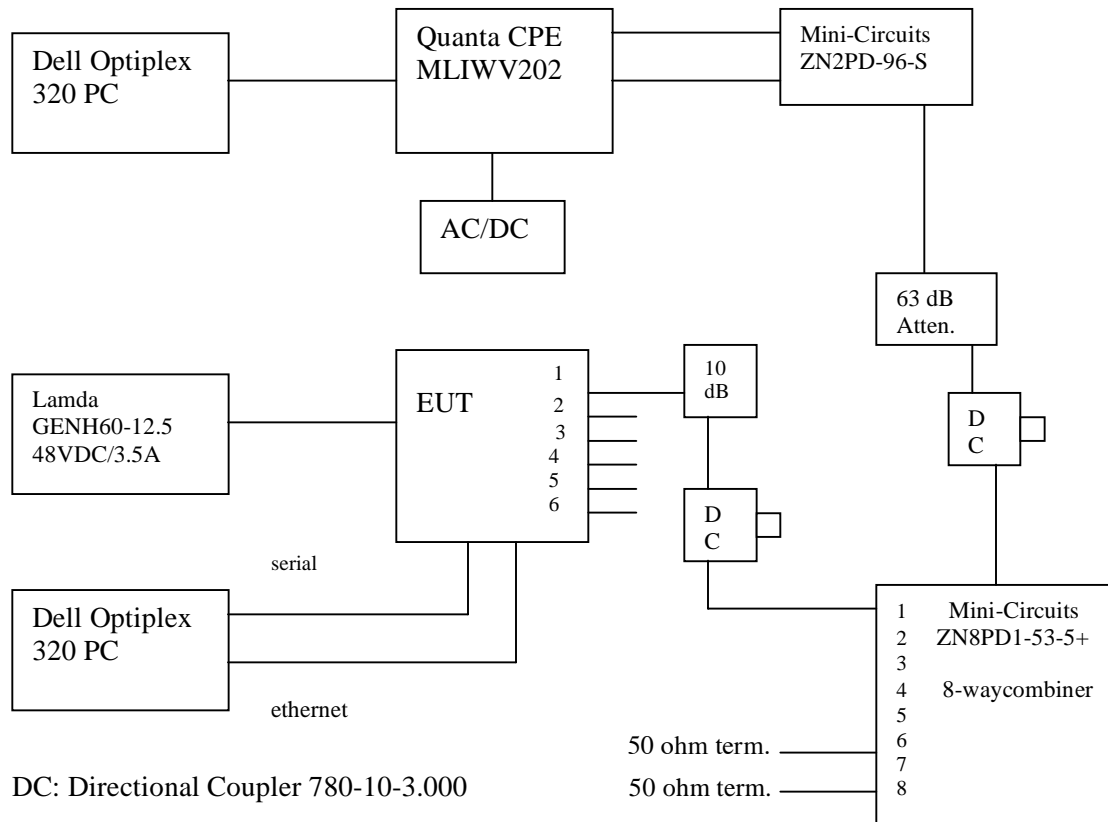 Dell Optiplex
320 PC
Quanta CPE
MLIWV202
Mini-Circuits
ZN2PD-96-S
AC/DC
63 dB
Atten.
Lamda
GENH60-12.5
48VDC/3.5A
EUT
1
2
3
4
5
6
10
dB
D
C
D
C
serial
Dell Optiplex
320 PC
ethernet
1
2
3
4
5
6
7
8
Mini-Circuits
ZN8PD1-53-5+
8-waycombiner
50 ohm term.
50 ohm term.
DC: Directional Coupler 780-10-3.000